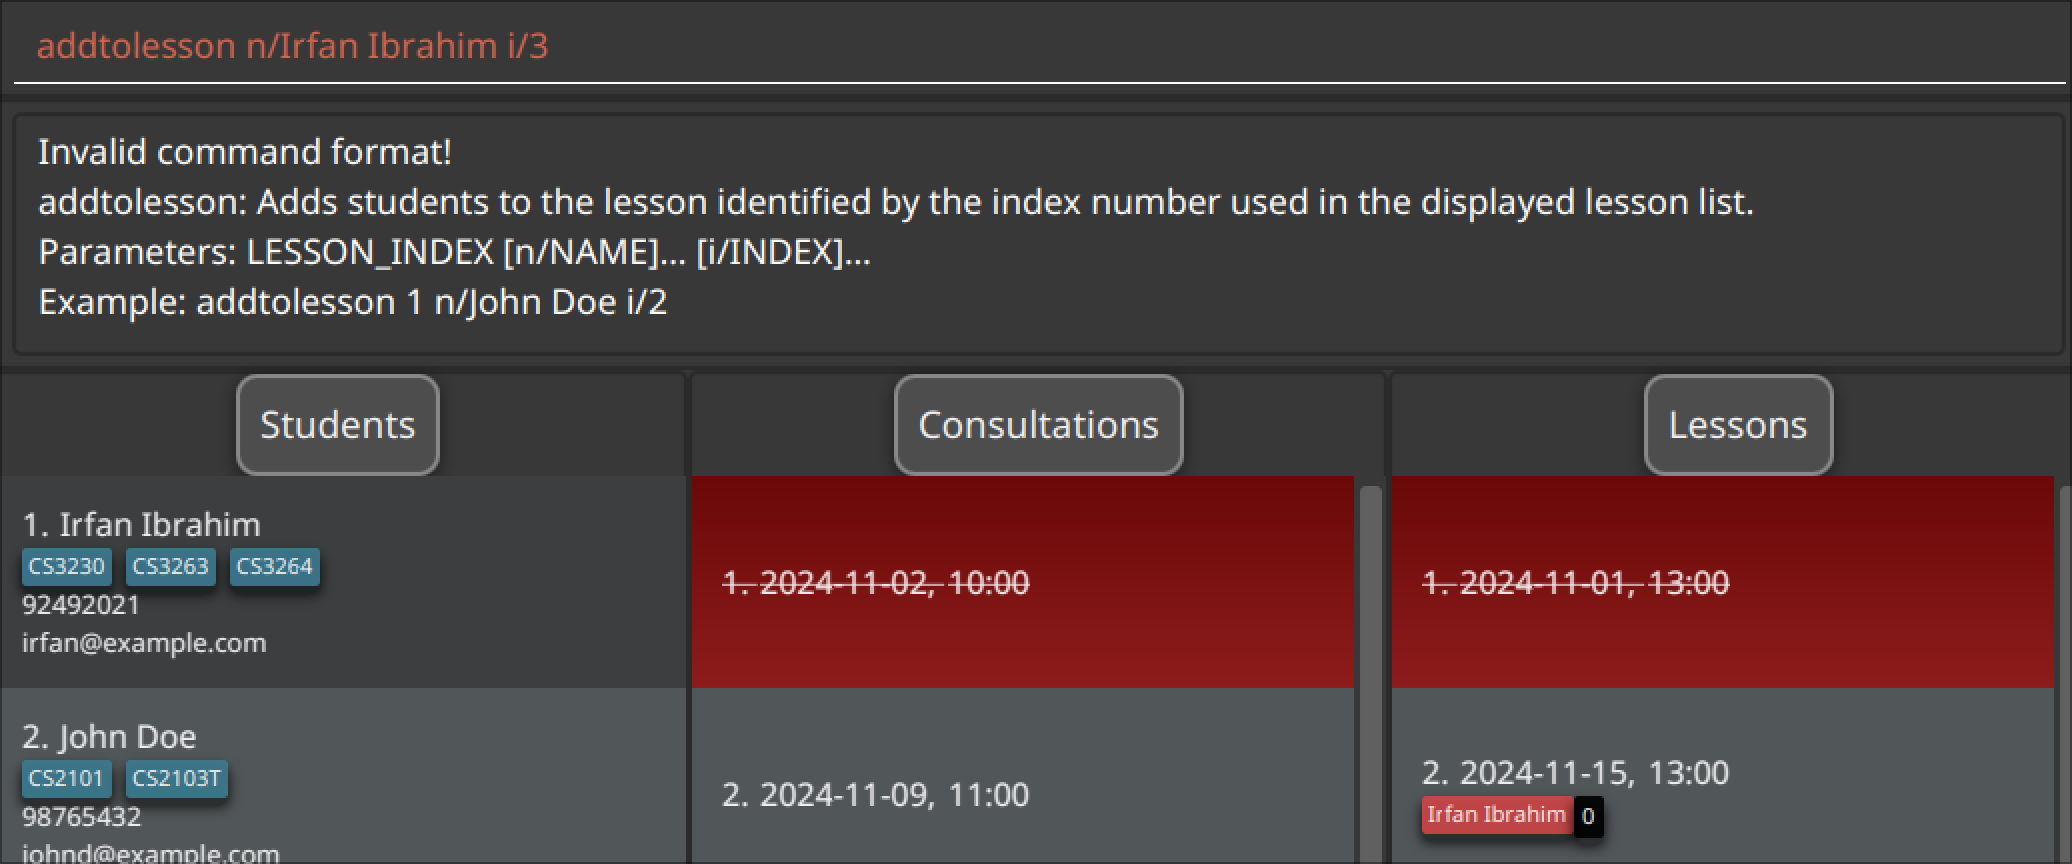 addtolesson n/Irfan Ibrahim i/3
Invalid command format!
addtolesson: Adds students to the lesson identified by the index number used in the displayed lesson list.
Parameters: LESSON_INDEX [n/NAME]... [i/INDEX]...
Example: addtolesson 1 n/John Doe i/2
Students
1. Irfan Ibrahim
CS3230 CS3263 CS3264
92492021
irfan@example.com
2. John Doe
CS2101 CS2103T
98765432
johnd@example.com
Consultations
1. 2024-11-02, 10:00
2. 2024-11-09, 11:00
Lessons
1. 2024-11-01, 13:00
2. 2024-11-15, 13:00
Irfan Ibrahim 0